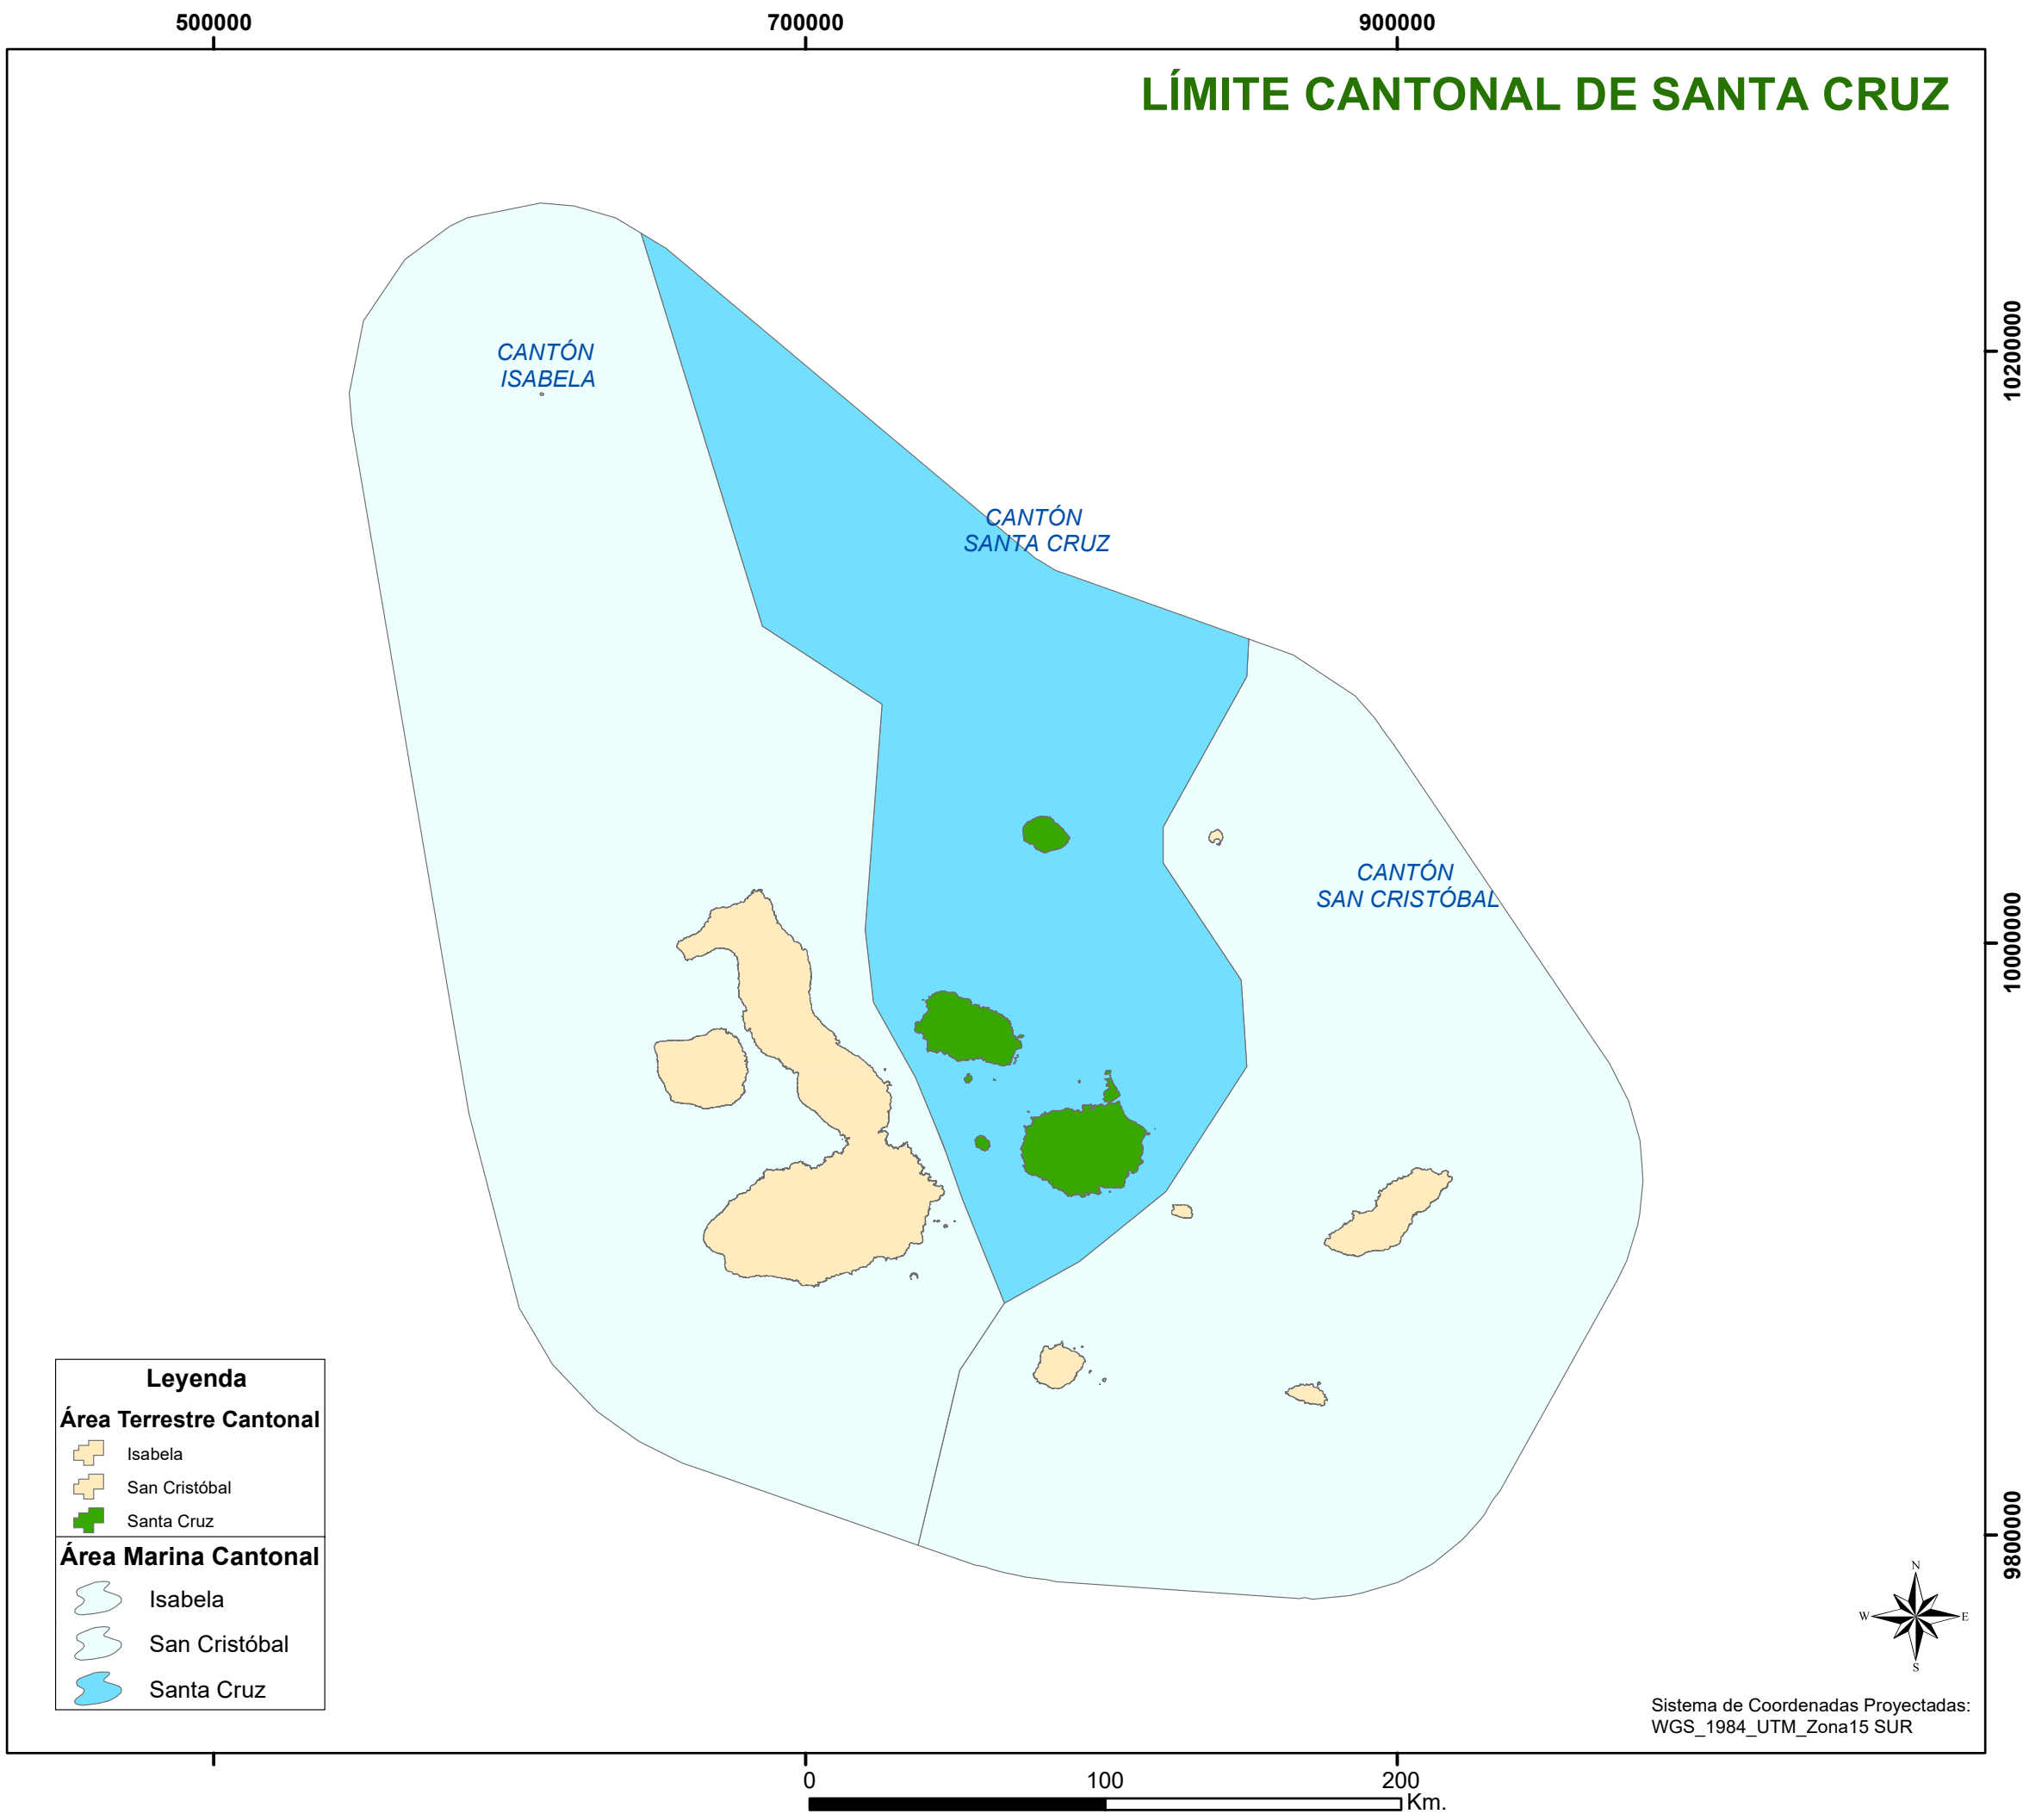 500000 700000 900000
LÍMITE CANTONAL DE SANTA CRUZ
10200000
CANTÓN
ISABELA
CANTÓN
SANTA CRUZ
CANTÓN
SAN CRISTÓBAL
10000000
Leyenda
Área Terrestre Cantonal
Isabela
San Cristóbal
Santa Cruz
Área Marina Cantonal
Isabela
San Cristóbal
Santa Cruz
9800000
N
W E
S
Sistema de Coordenadas Proyectadas:
WGS_1984_UTM_Zona15 SUR
0 100 200
Km.